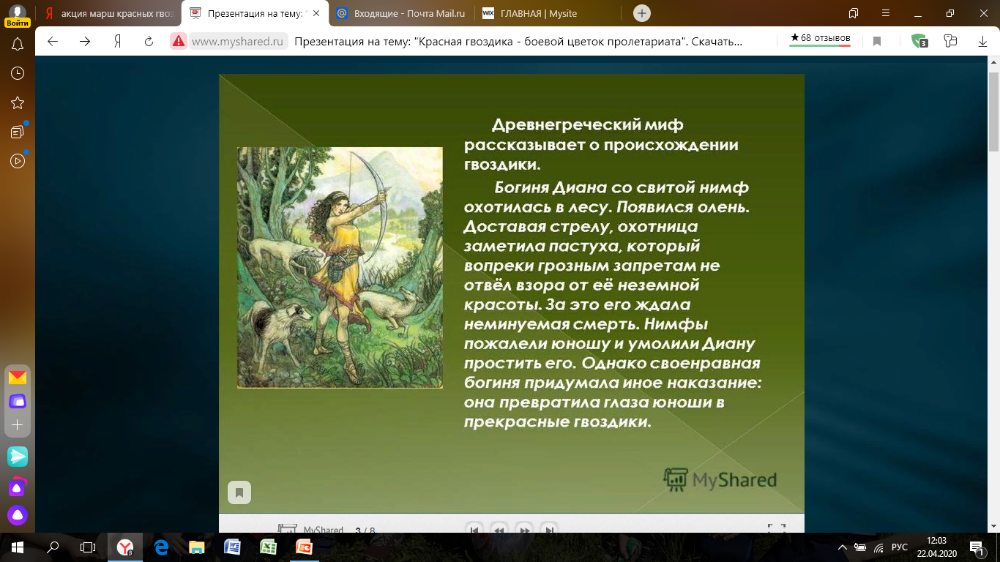 Войти
акция марш красных гвоз
Презентация на тему: "
Входящие - Почта Mail.ru
WIX ГЛАВНАЯ | Mysite
www.myshared.ru Презентация на тему: "Красная гвоздика - боевой цветок пролетариата". Скачать...
★68 отзывов
3
Древнегреческий миф
рассказывает о происхождении
гвоздики.
Богиня Диана со свитой нимф
охотилась в лесу. Появился олень.
Доставая стрелу, охотница
заметила пастуха, который
вопреки грозным запретам не
отвёл взора от её неземной
красоты. За это его ждала
неминуемая смерть. Нимфы
пожалели юношу и умолили Диану
простить его. Однако своенравная
богиня придумала иное наказание:
она превратила глаза юноши в
прекрасные гвоздики.
MyShared
MyShared 3 / 8
РУС
12:03
22.04.2020
1